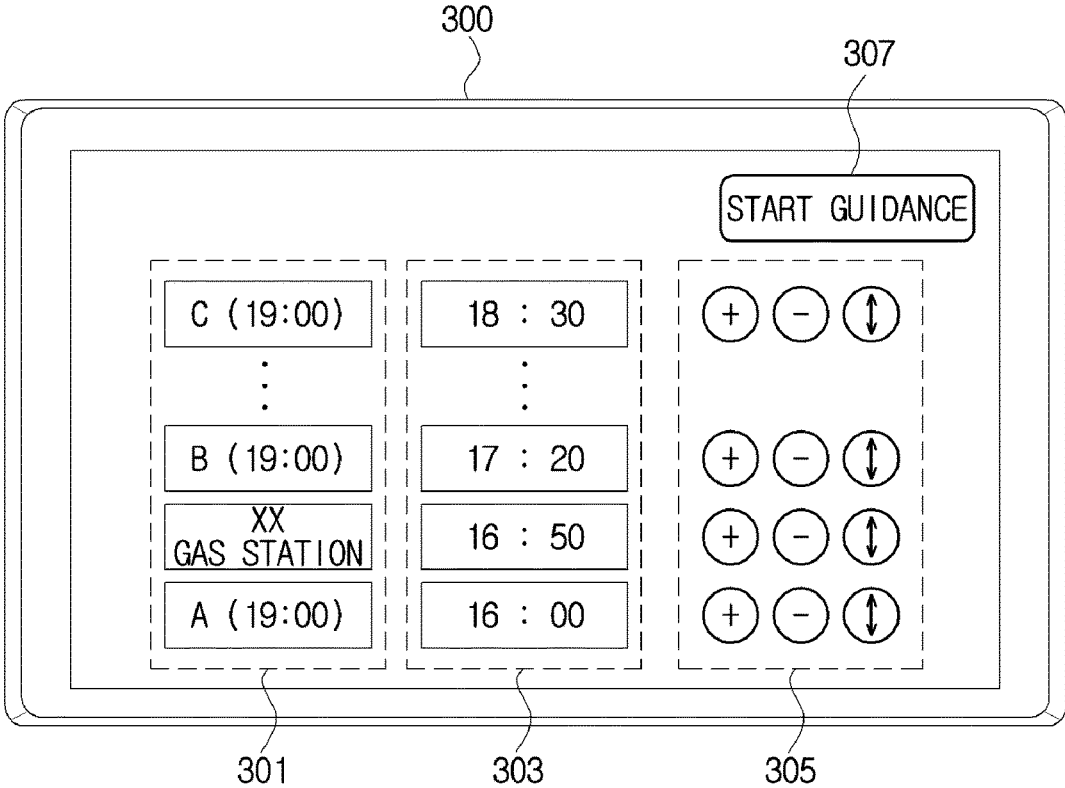 300
307
START GUIDANCE
C (19:00)
18 : 30
+ - ↕
⋮
⋮
B (19:00)
17 : 20
+ - ↕
XX
GAS STATION
16 : 50
+ - ↕
A (19:00)
16 : 00
+ - ↕
301
303
305